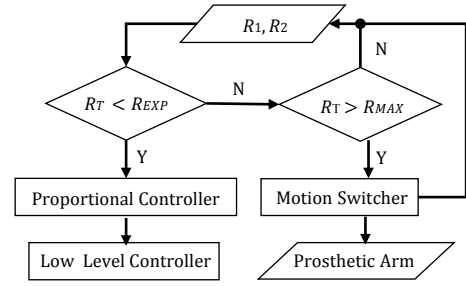 R1, R2
N
RT < REXP
N
RT > RMAX
Y
Y
Proportional Controller
Motion Switcher
Low Level Controller
Prosthetic Arm